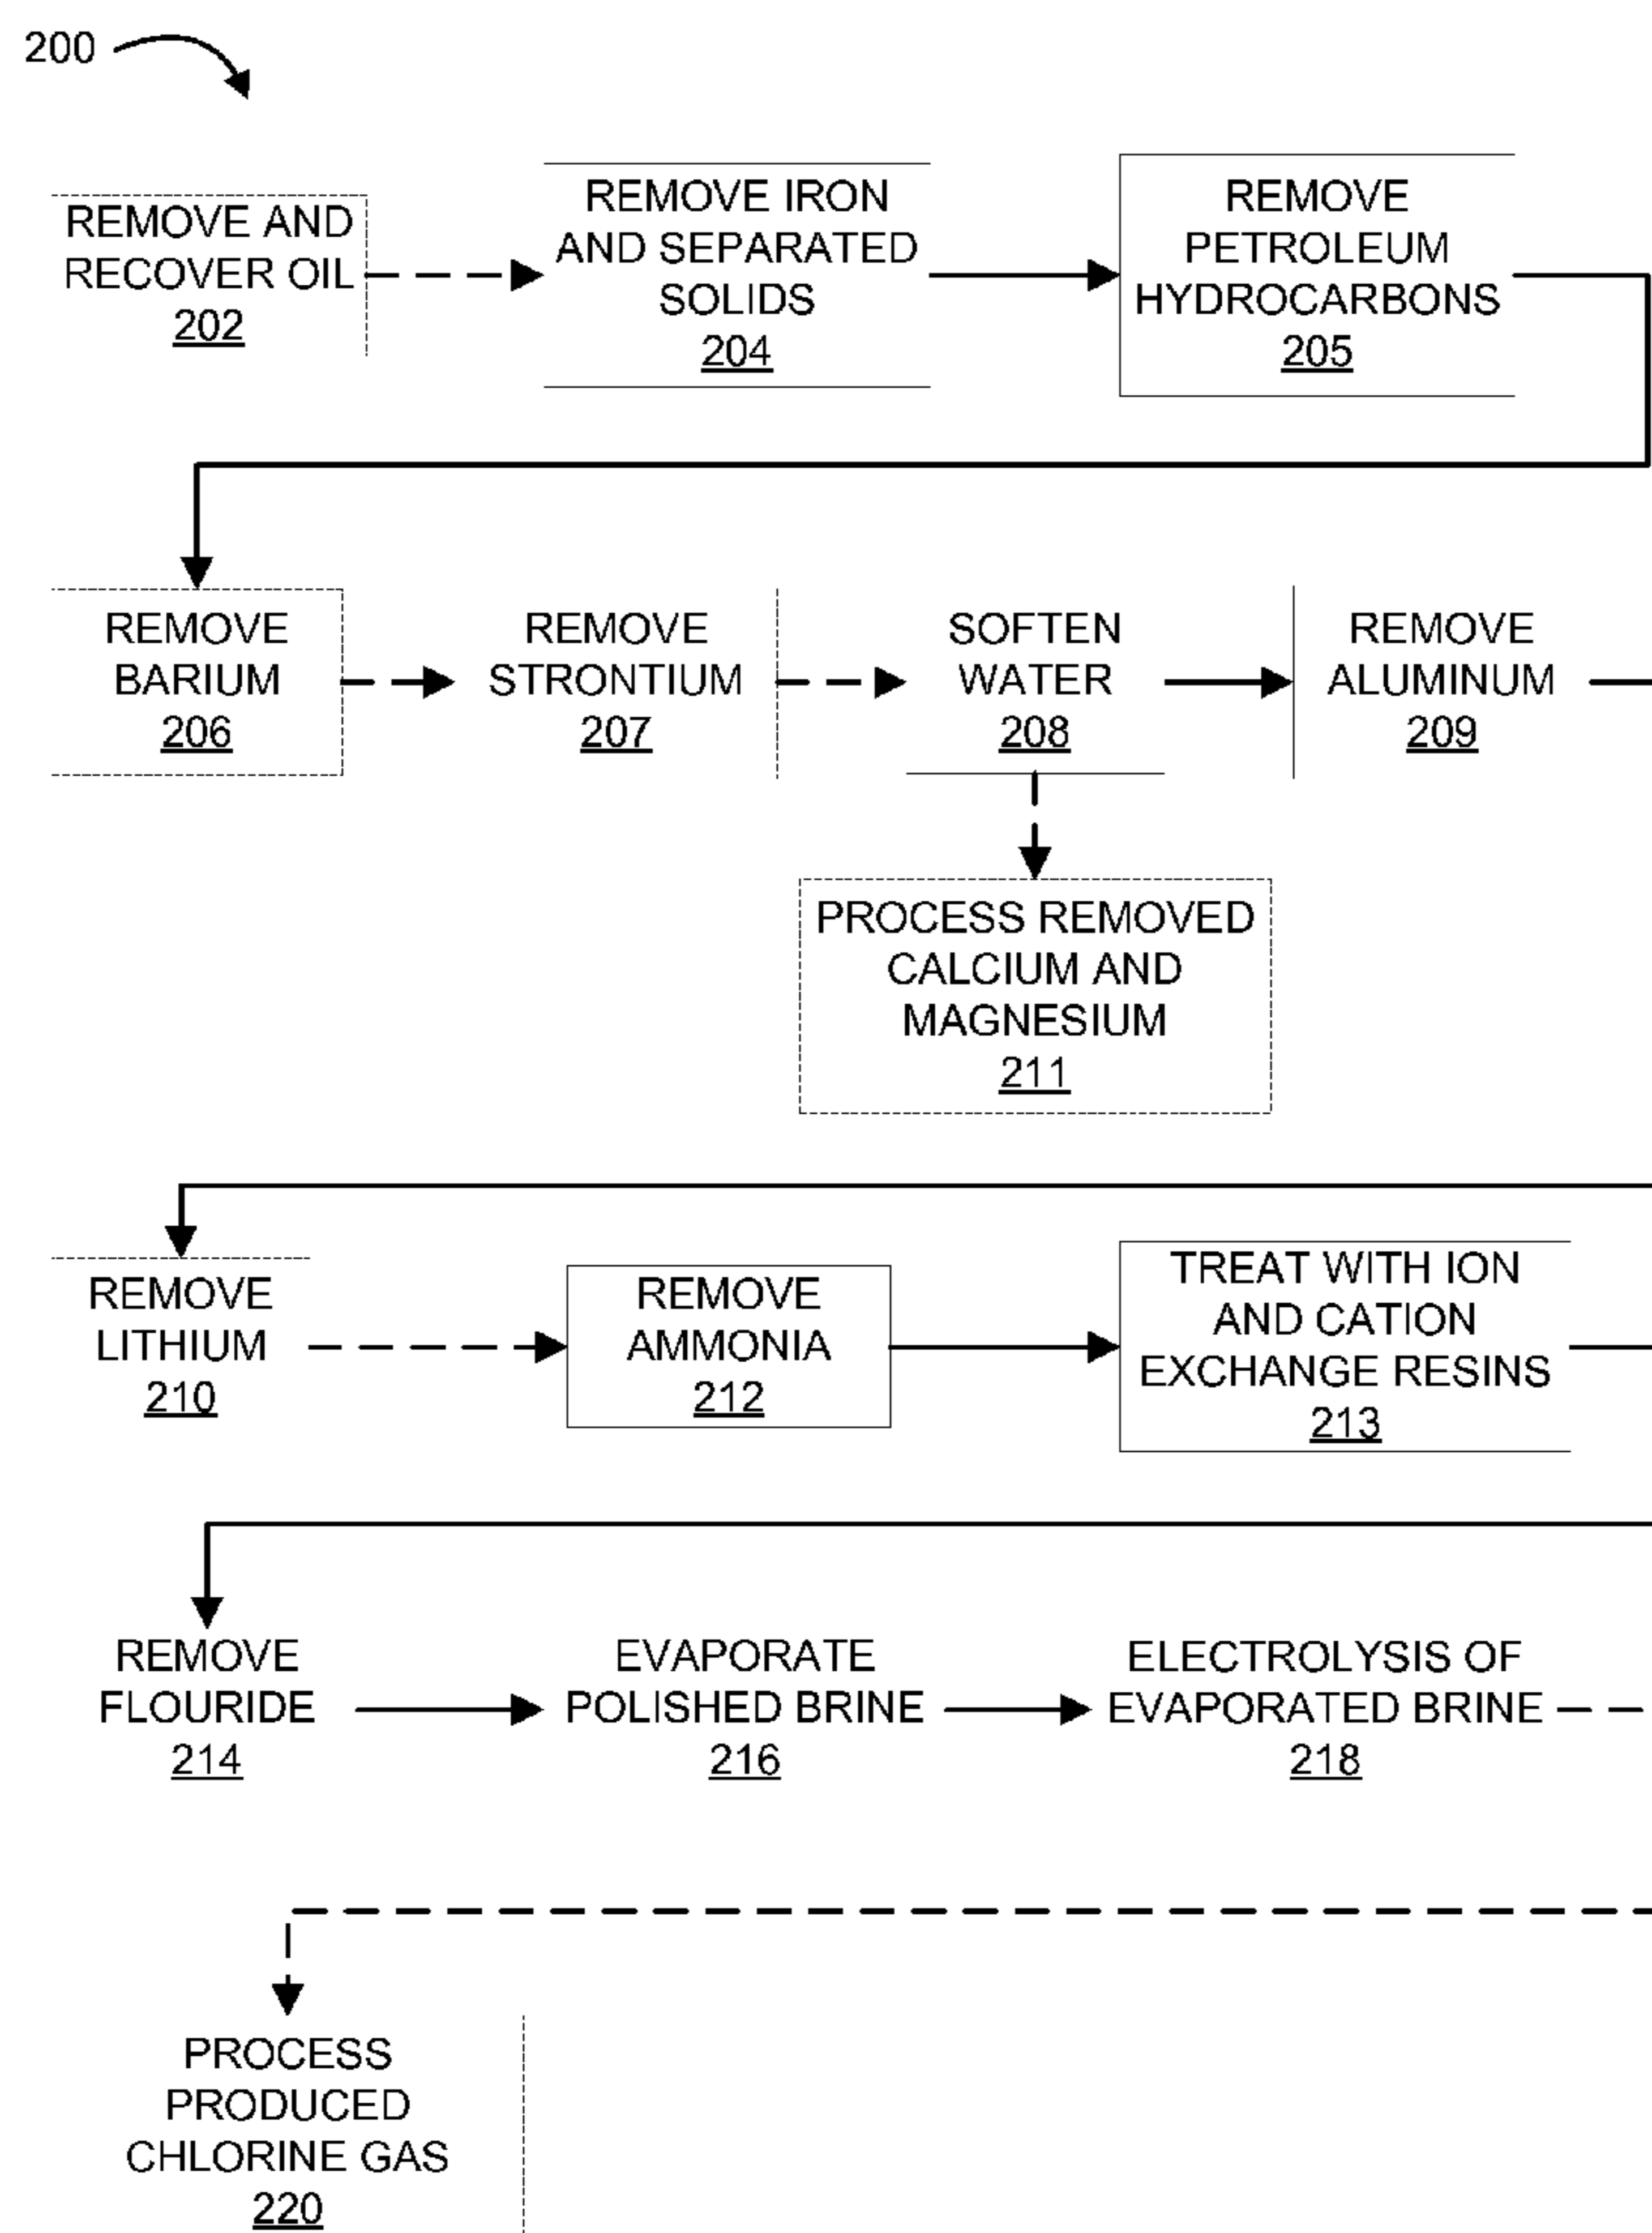 200
REMOVE AND
RECOVER OIL
202
REMOVE IRON
AND SEPARATED
SOLIDS
204
REMOVE
PETROLEUM
HYDROCARBONS
205
REMOVE
BARIUM
206
REMOVE
STRONTIUM
207
SOFTEN
WATER
208
REMOVE
ALUMINUM
209
PROCESS REMOVED
CALCIUM AND
MAGNESIUM
211
REMOVE
LITHIUM
210
REMOVE
AMMONIA
212
TREAT WITH ION
AND CATION
EXCHANGE RESINS
213
REMOVE
FLOURIDE
214
EVAPORATE
POLISHED BRINE
216
ELECTROLYSIS OF
EVAPORATED BRINE
218
PROCESS
PRODUCED
CHLORINE GAS
220